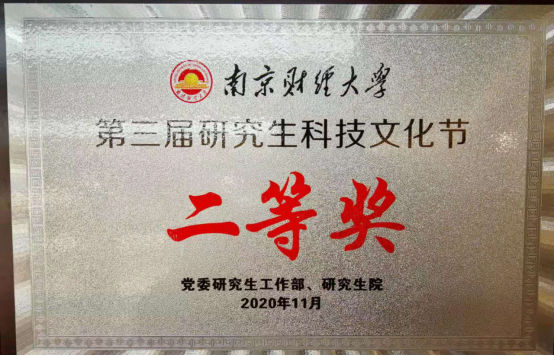 南京财经大学
第三届研究生科技文化节
二等奖
党委研究生工作部、研究生院
2020年11月